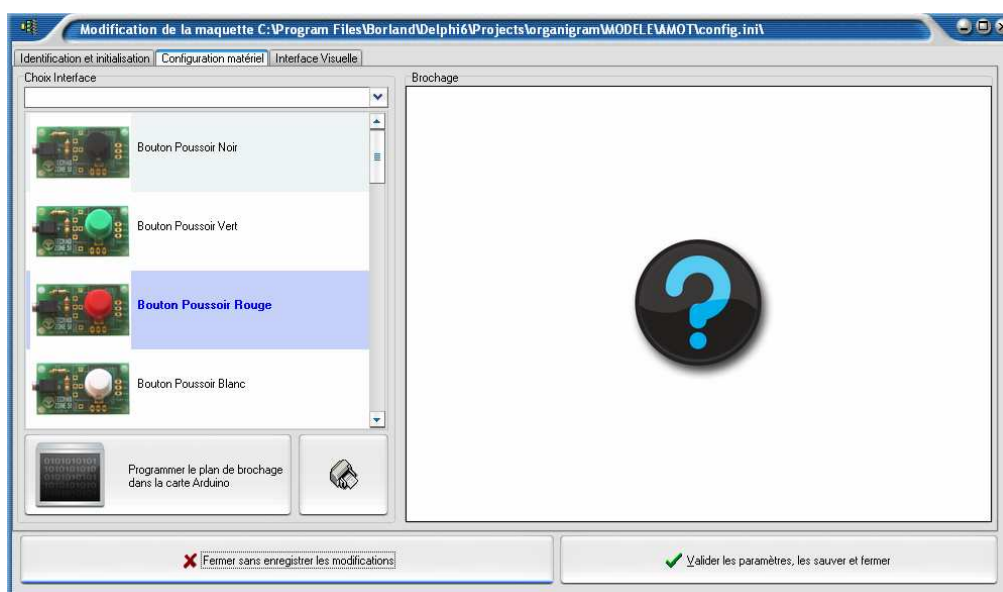 Modification de la maquette C:\Program Files\Borland\Delphi6\Projects\organigram\MODELE\AMOT\config.ini\
Identification et initialisation Configuration matériel Interface Visuelle
Choix Interface
Brochage
Bouton Poussoir Noir
Bouton Poussoir Vert
Bouton Poussoir Rouge
Bouton Poussoir Blanc
Programmer le plan de brochage
dans la carte Arduino
Fermer sans enregistrer les modifications
Valider les paramètres, les sauver et fermer